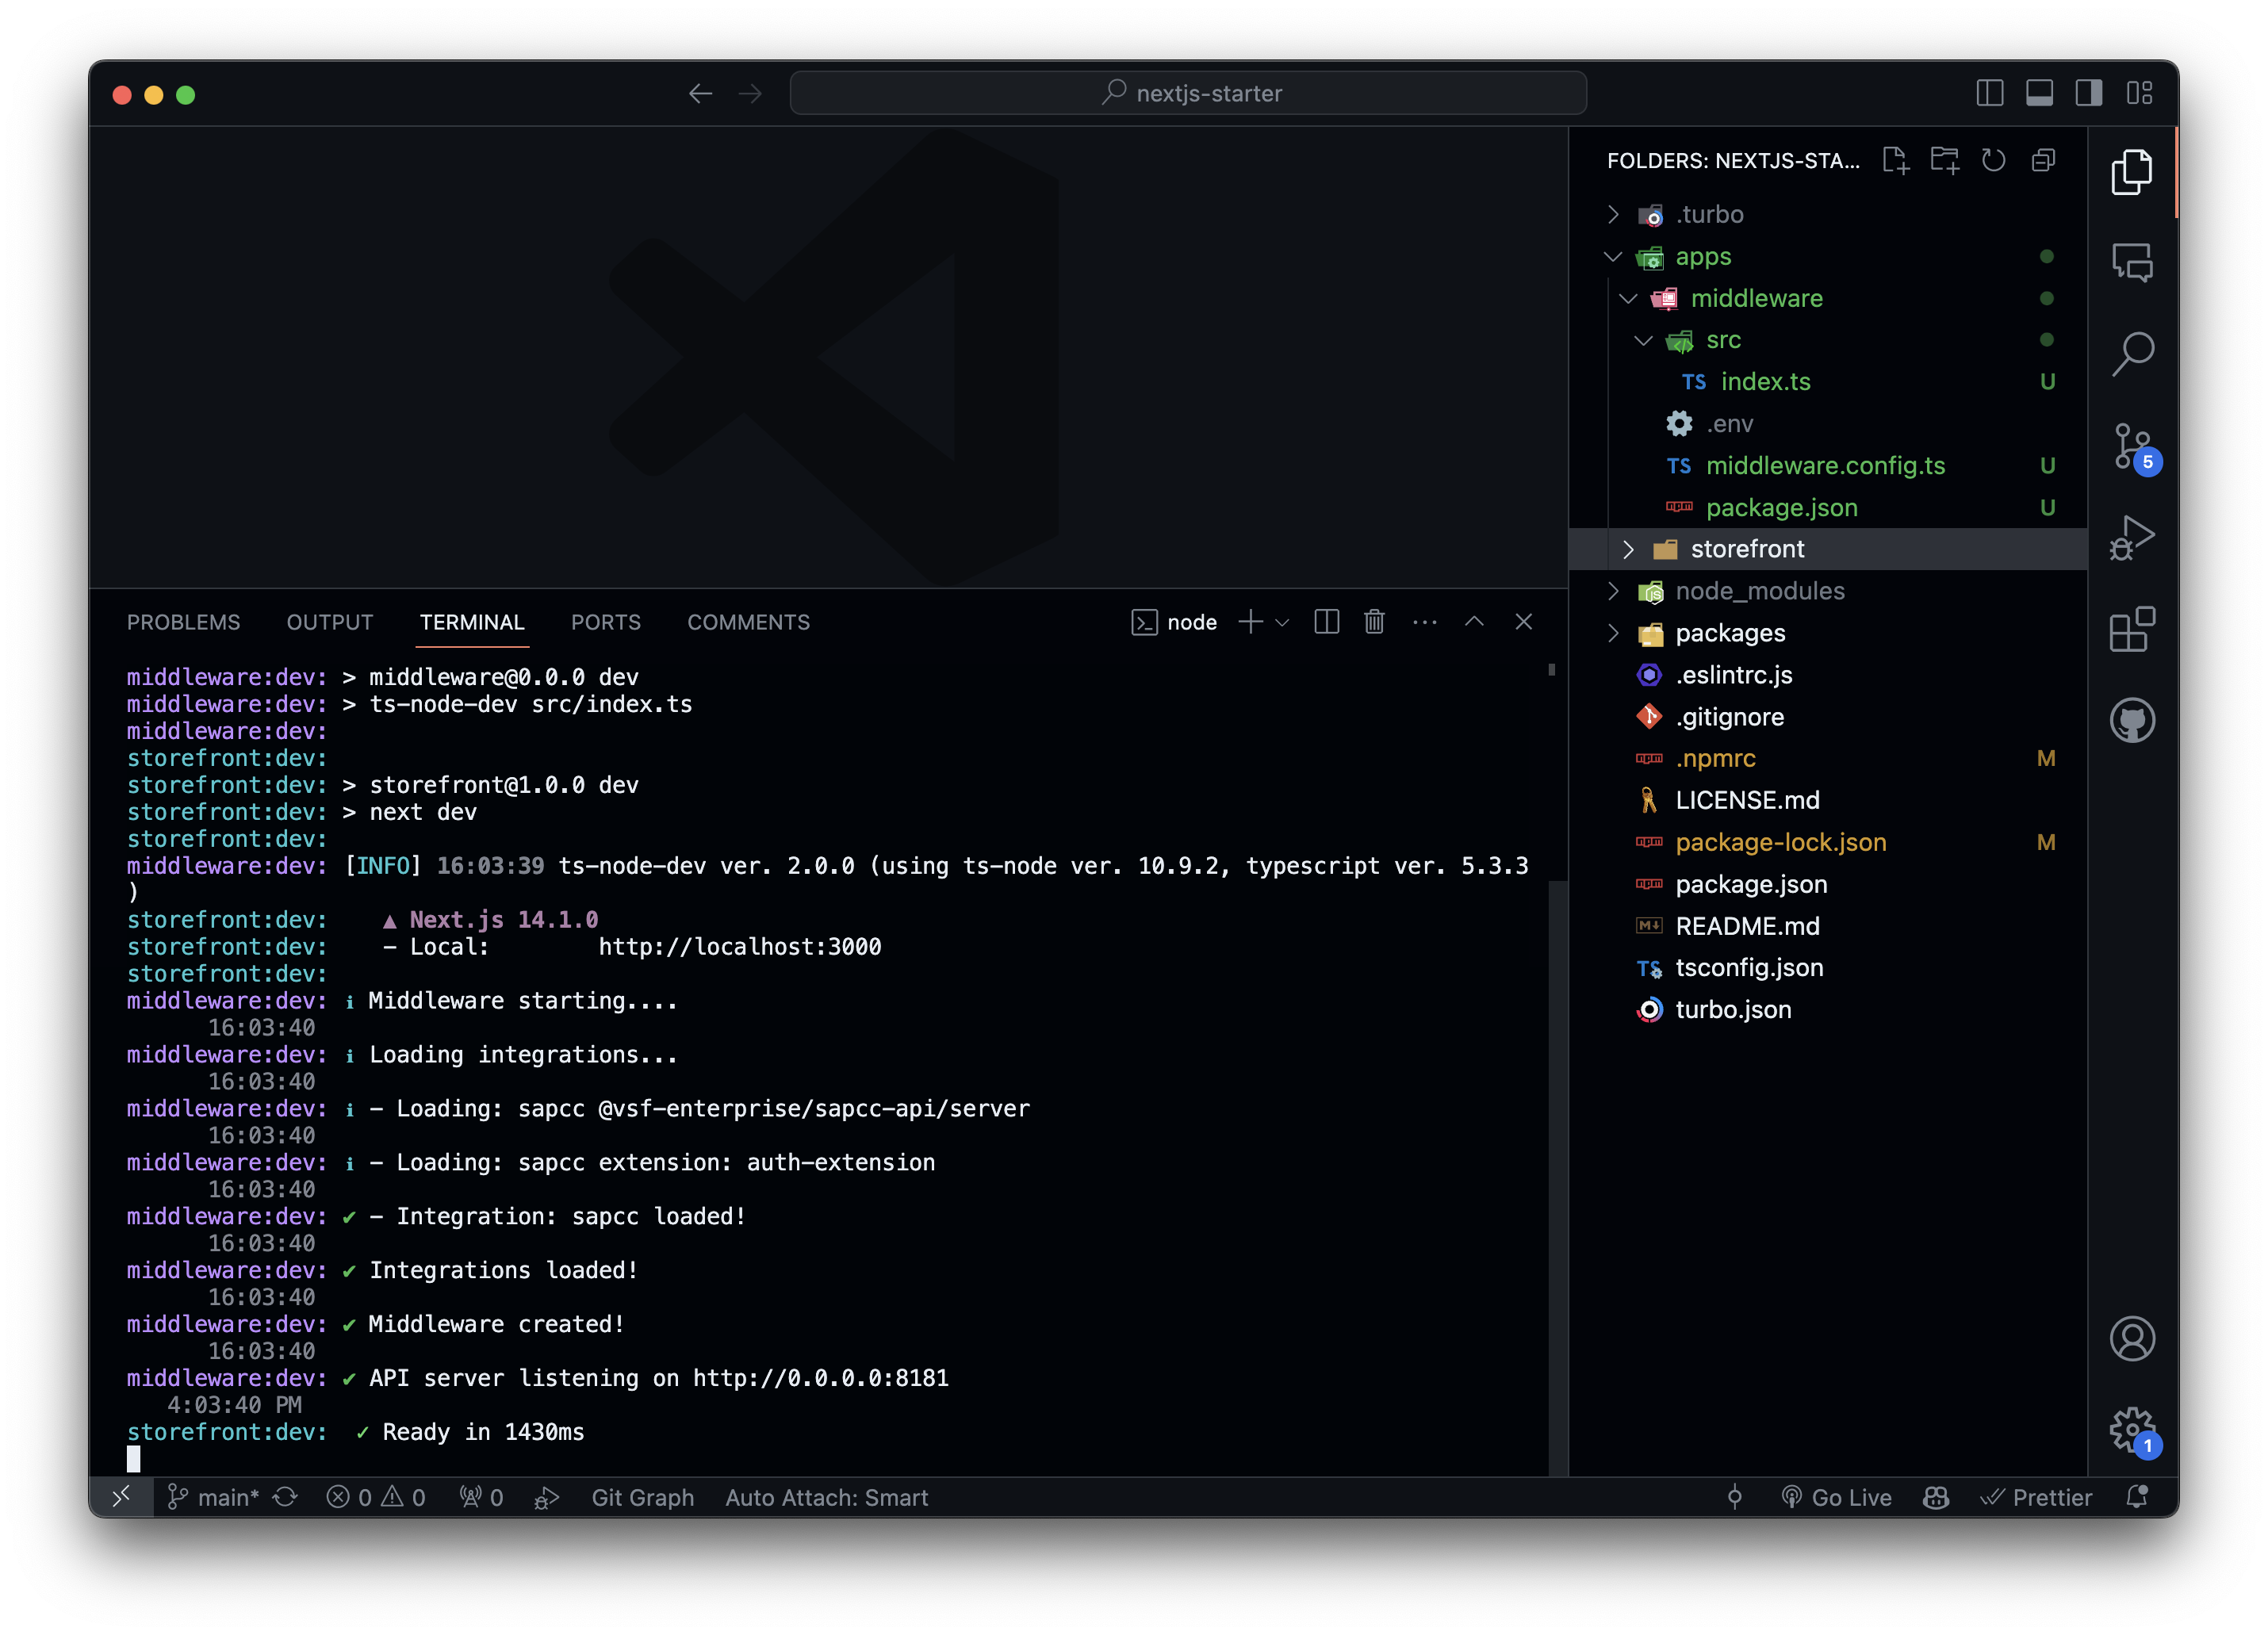 nextjs-starter
FOLDERS: NEXTJS-STA...
.turbo
apps
middleware
src
TS index.ts U
.env
TS middleware.config.ts U
package.json U
storefront
node_modules
packages
.eslintrc.js
.gitignore
.npmrc M
LICENSE.md
package-lock.json M
package.json
README.md
TS tsconfig.json
turbo.json
5
1
PROBLEMS OUTPUT TERMINAL PORTS COMMENTS node
middleware:dev: > middleware@0.0.0 dev
middleware:dev: > ts-node-dev src/index.ts
middleware:dev:
storefront:dev:
storefront:dev: > storefront@1.0.0 dev
storefront:dev: > next dev
storefront:dev:
middleware:dev: [INFO] 16:03:39 ts-node-dev ver. 2.0.0 (using ts-node ver. 10.9.2, typescript ver. 5.3.3
)
storefront:dev: ▲ Next.js 14.1.0
storefront:dev: - Local: http://localhost:3000
storefront:dev:
middleware:dev: ℹ Middleware starting....
16:03:40
middleware:dev: ℹ Loading integrations...
16:03:40
middleware:dev: ℹ - Loading: sapcc @vsf-enterprise/sapcc-api/server
16:03:40
middleware:dev: ℹ - Loading: sapcc extension: auth-extension
16:03:40
middleware:dev: ✔ - Integration: sapcc loaded!
16:03:40
middleware:dev: ✔ Integrations loaded!
16:03:40
middleware:dev: ✔ Middleware created!
16:03:40
middleware:dev: ✔ API server listening on http://0.0.0.0:8181
4:03:40 PM
storefront:dev: ✓ Ready in 1430ms
main* 0 0 0 Git Graph Auto Attach: Smart Go Live Prettier